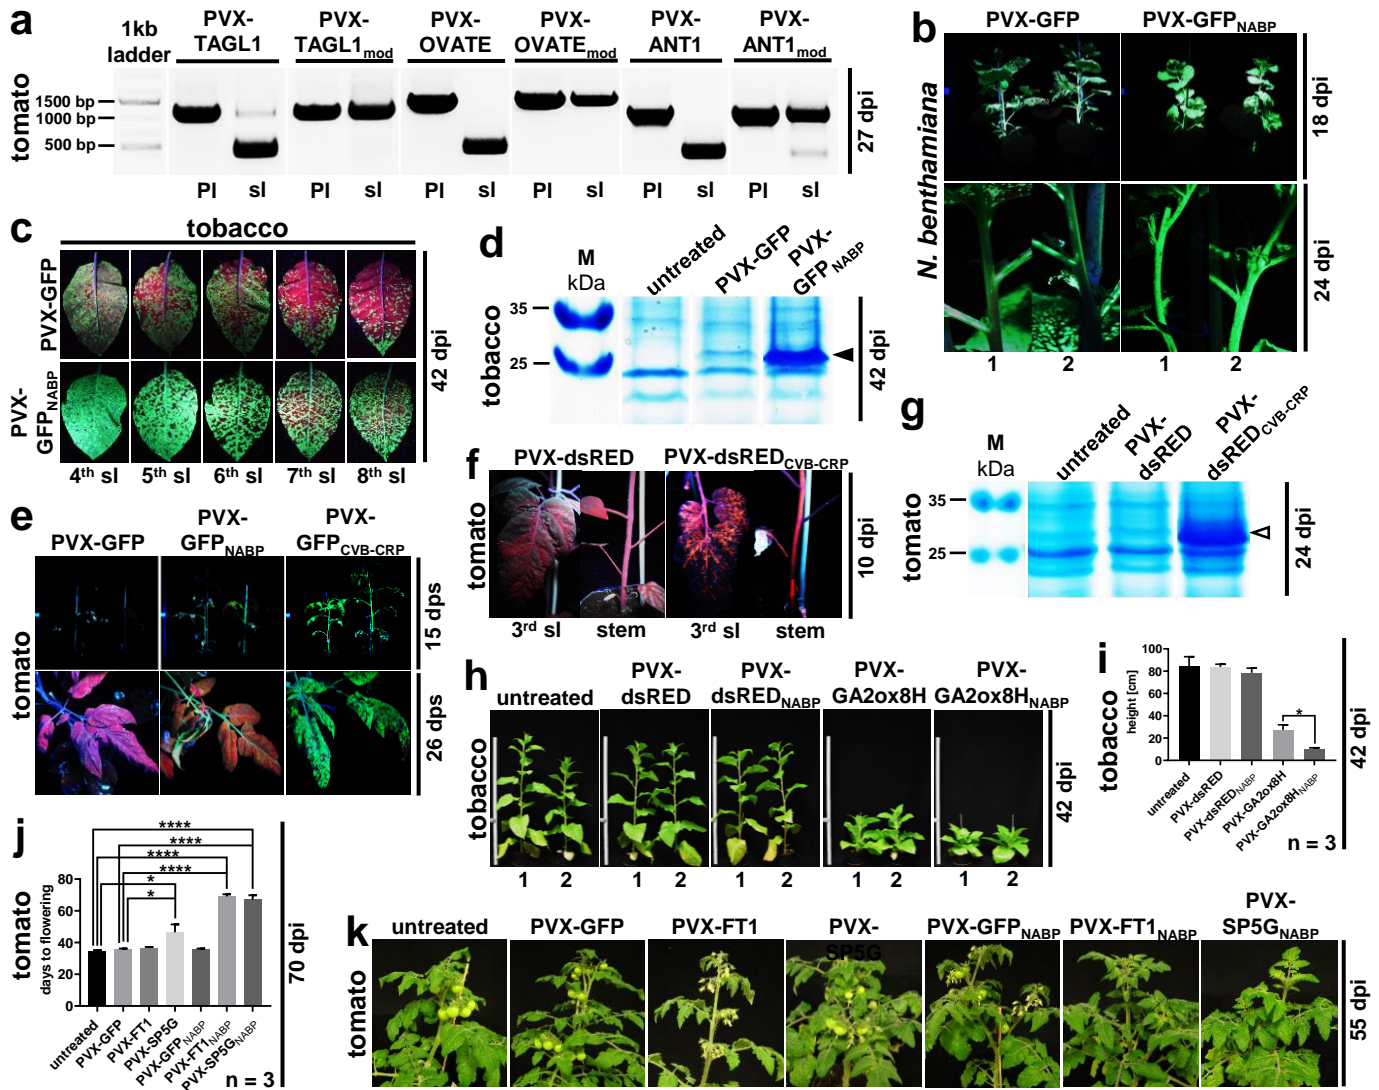 a
1kb
ladder
PVX-
TAGL1
PVX-
TAGL1mod
PVX-
OVATE
PVX-
OVATEmod
PVX-
ANT1
PVX-
ANT1mod
tomato
1500 bp
1000 bp
500 bp
27 dpi
PI sl PI sl PI sl PI sl PI sl PI sl
b
PVX-GFP PVX-GFPNABP
N. benthamiana
18 dpi
24 dpi
1 2 1 2
c
tobacco
PVX-GFP
PVX-
GFPNABP
42 dpi
4th sl 5th sl 6th sl 7th sl 8th sl
d
M
kDa
untreated
PVX-GFP
PVX-
GFPNABP
35
25
tobacco
42 dpi
e
PVX-GFP
PVX-
GFPNABP
PVX-
GFPCVB-CRP
tomato
15 dps
26 dps
f
PVX-dsRED PVX-dsREDCVB-CRP
tomato
10 dpi
3rd sl stem 3rd sl stem
g
M
kDa
untreated
PVX-
dsRED
PVX-
dsREDCVB-CRP
35
25
tomato
24 dpi
h
untreated
PVX-
dsRED
PVX-
dsREDNABP
PVX-
GA2ox8H
PVX-
GA2ox8HNABP
tobacco
42 dpi
1 2 1 2 1 2 1 2 1 2
i
tobacco
height [cm]
100
80
60
40
20
0
*
untreated
PVX-dsRED
PVX-dsREDNABP
PVX-GA2ox8H
PVX-GA2ox8HNABP
n = 3
42 dpi
j
tomato
days to flowering
80
60
40
20
0
****
****
****
****
*
*
untreated
PVX-GFP
PVX-FT1
PVX-SP5G
PVX-GFPNABP
PVX-FT1NABP
PVX-SP5GNABP
n = 3
70 dpi
k
untreated
PVX-GFP
PVX-FT1
PVX-
SP5G
PVX-GFPNABP
PVX-FT1NABP
PVX-
SP5GNABP
tomato
55 dpi